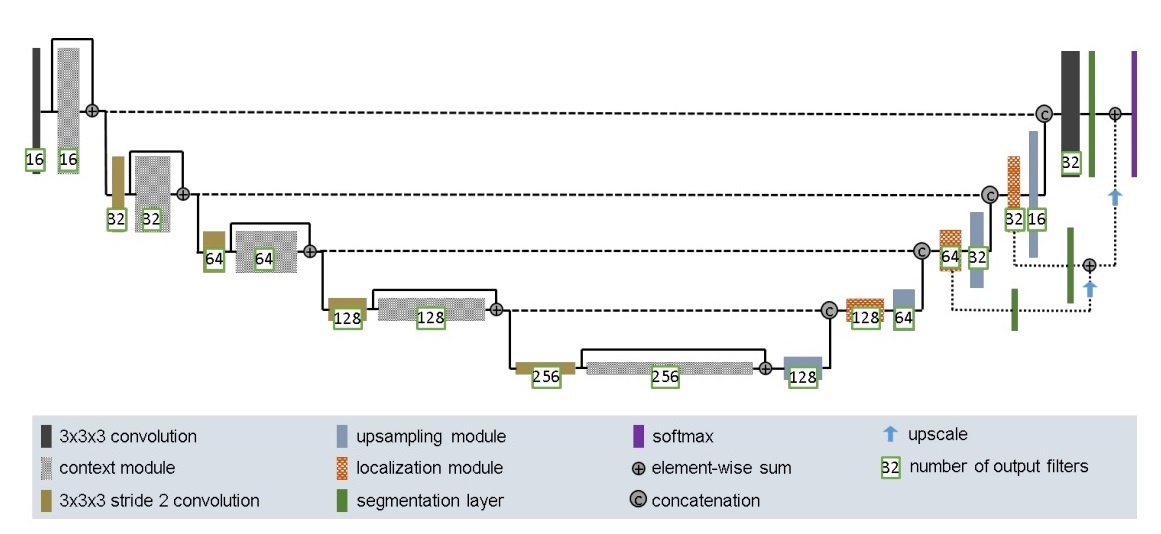 16
16
32
32
64
64
128
128
256
256
128
C
128
64
C
64
32
C
32
16
C
32
3x3x3 convolution
context module
3x3x3 stride 2 convolution
upsampling module
localization module
segmentation layer
softmax
element-wise sum
C concatenation
upscale
32 number of output filters